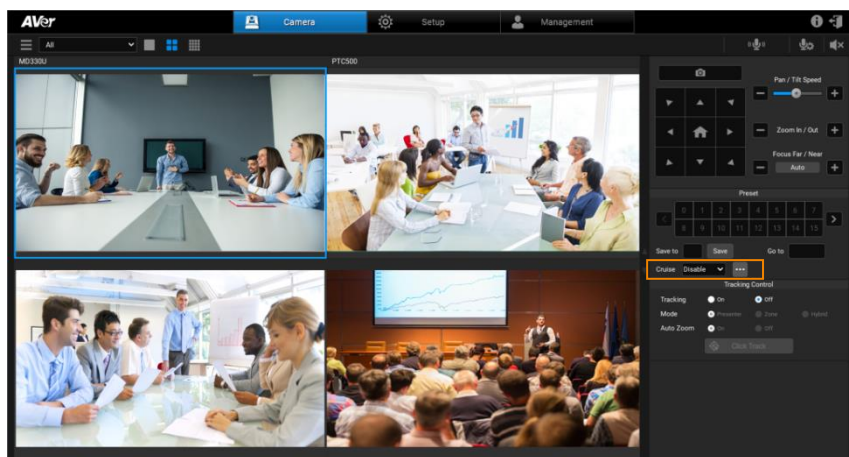 AVer Camera Setup Management
All
MD330U PTC500
Pan / Tilt Speed
Zoom In / Out
Focus Far / Near
Auto
Preset
0 1 2 3 4 5 6 7
8 9 10 11 12 13 14 15
Save to Save Go to
Cruise Disable
Tracking Control
Tracking On Off
Mode Presenter Zone Hybrid
Auto Zoom On Off
Click Track